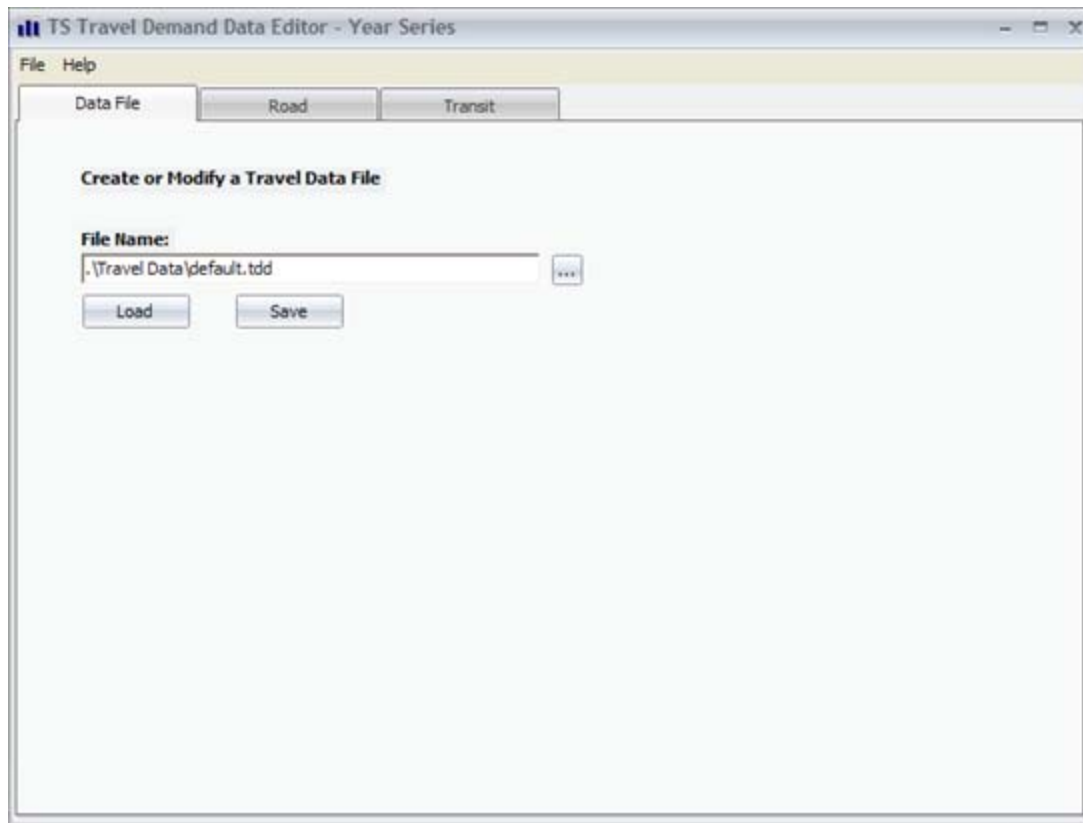 TS Travel Demand Data Editor - Year Series
File Help
Data File Road Transit
Create or Modify a Travel Data File
File Name:
.\Travel Data\default.tdd ...
Load Save